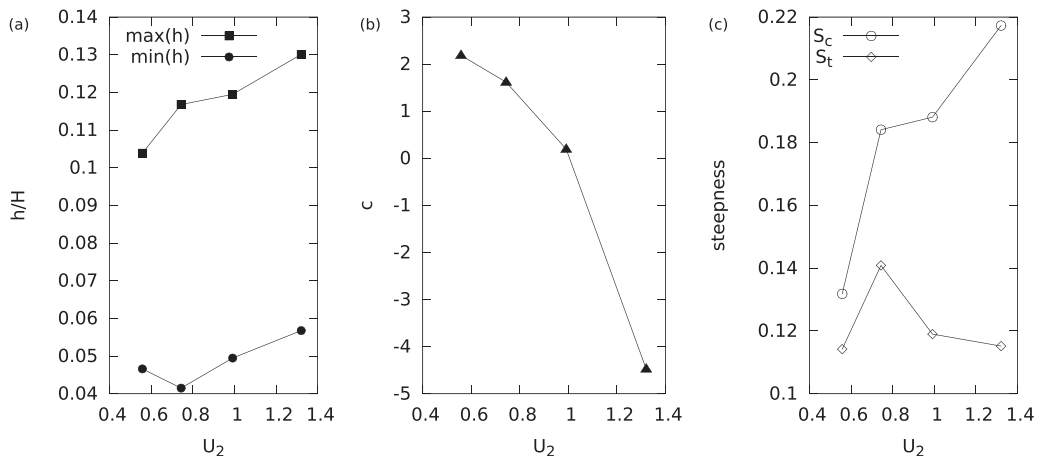 (a)
max(h)
min(h)
0.14
0.13
0.12
0.11
0.1
0.09
0.08
0.07
0.06
0.05
0.04
h/H
0.4 0.6 0.8 1 1.2 1.4
U2
(b)
3
2
1
0
-1
-2
-3
-4
-5
c
0.4 0.6 0.8 1 1.2 1.4
U2
(c)
Sc
St
0.22
0.2
0.18
0.16
0.14
0.12
0.1
steepness
0.4 0.6 0.8 1 1.2 1.4
U2